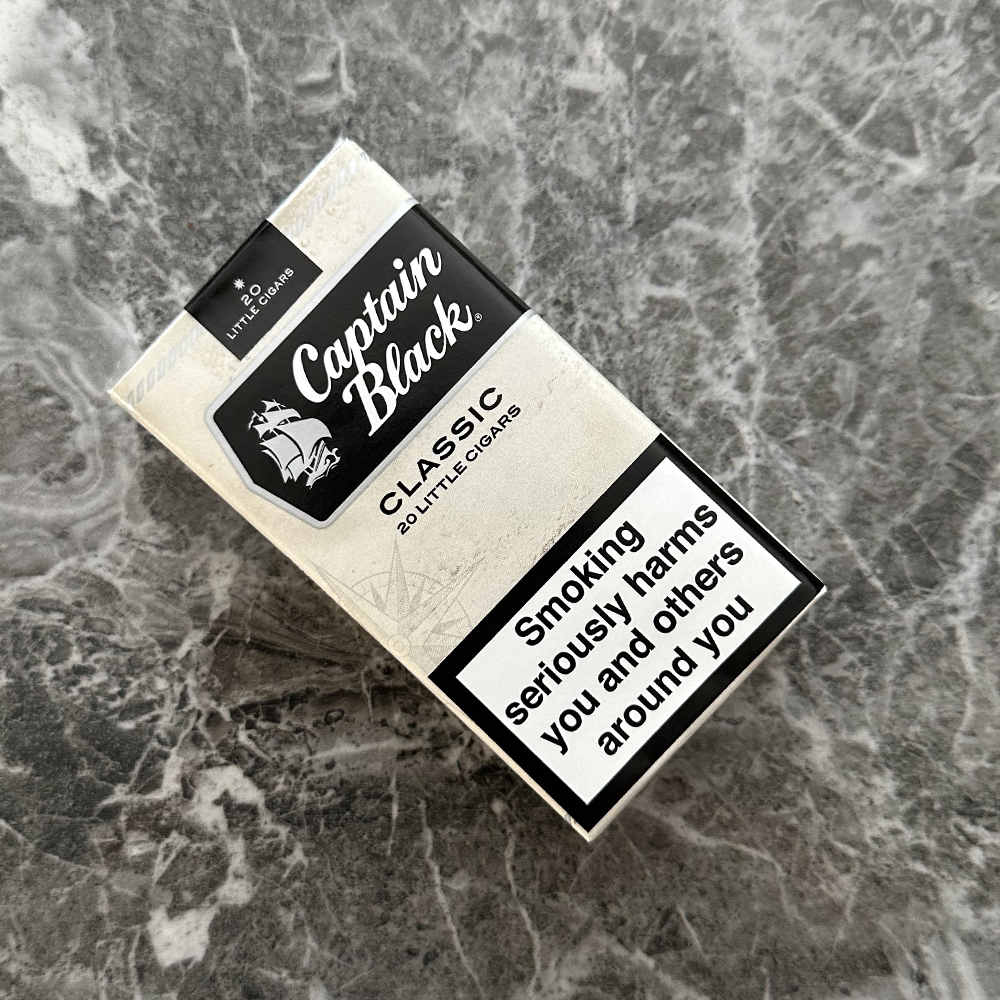 20
LITTLE CIGARS
Captain
Black®
CLASSIC
20 LITTLE CIGARS
Smoking
seriously harms
you and others
around you